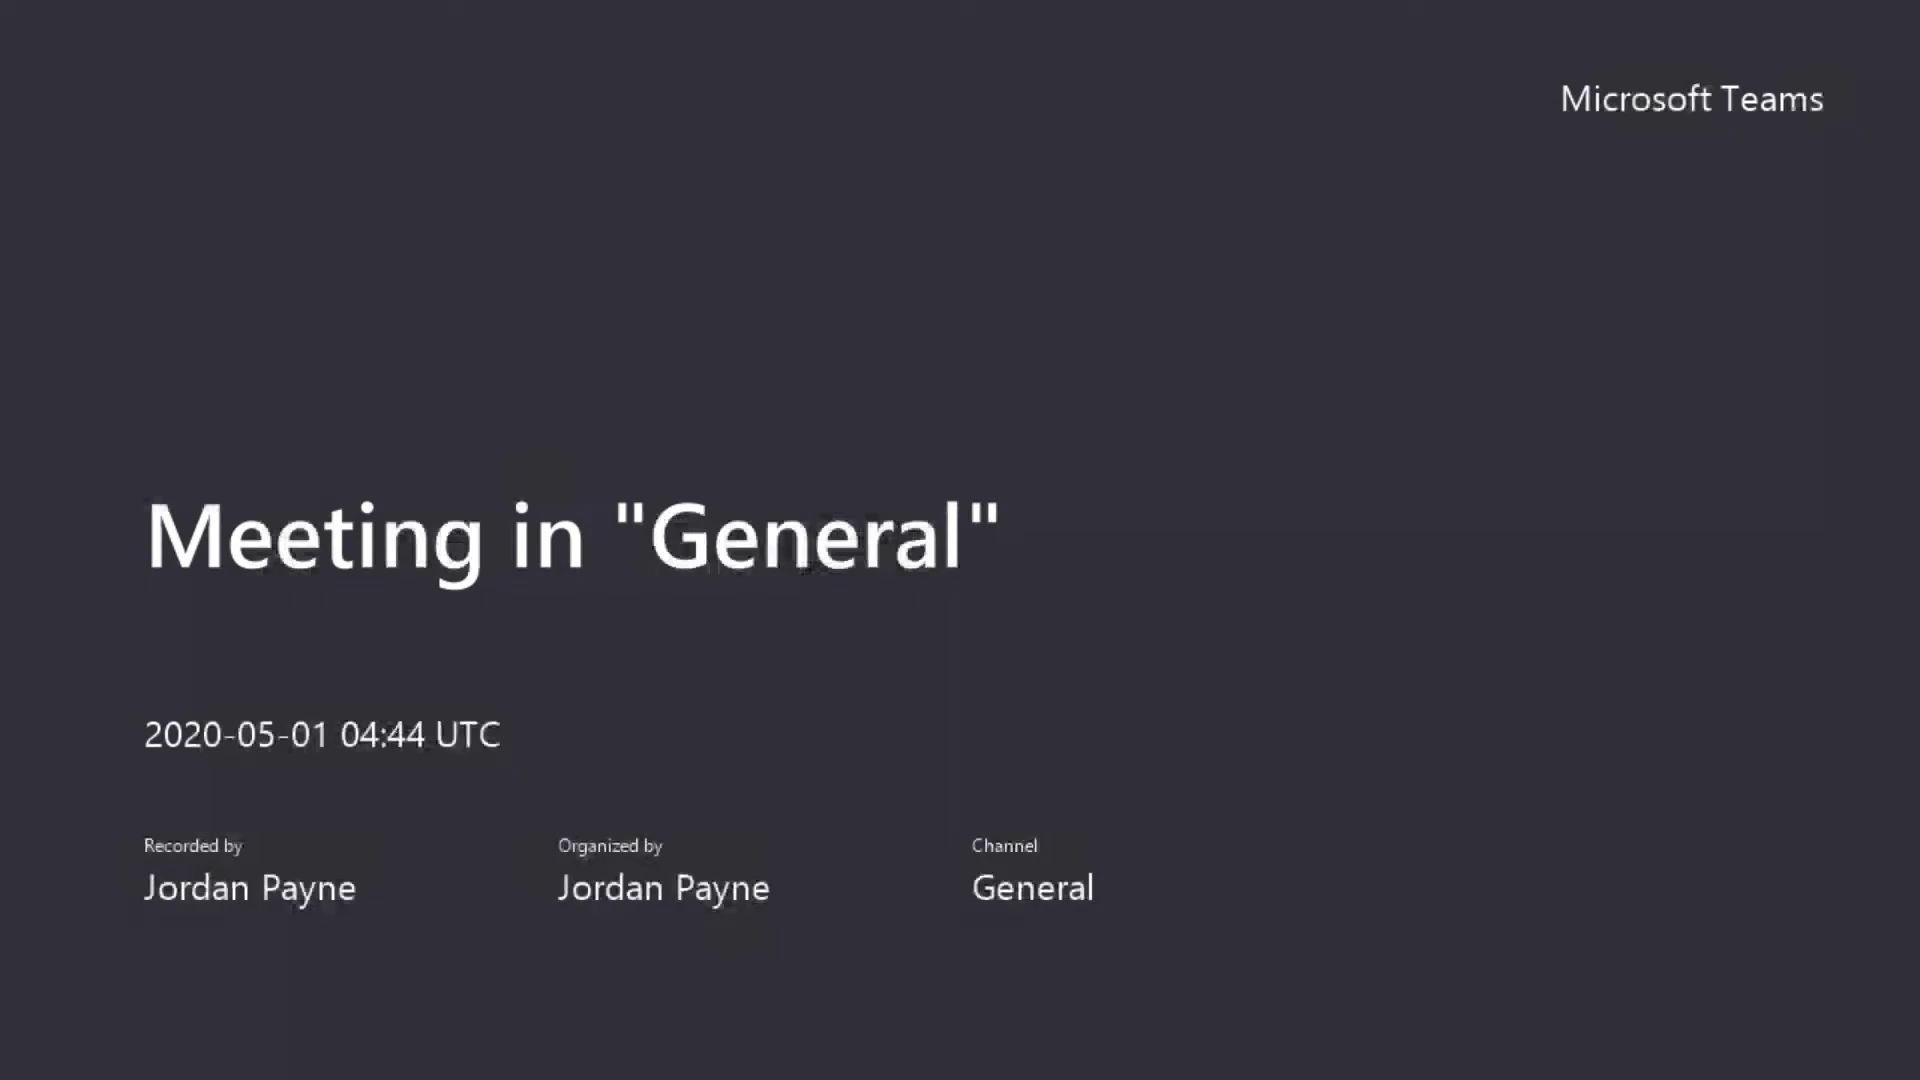 Microsoft Teams
Meeting in "General"
2020-05-01 04:44 UTC
Recorded by
Jordan Payne
Organized by
Jordan Payne
Channel
General